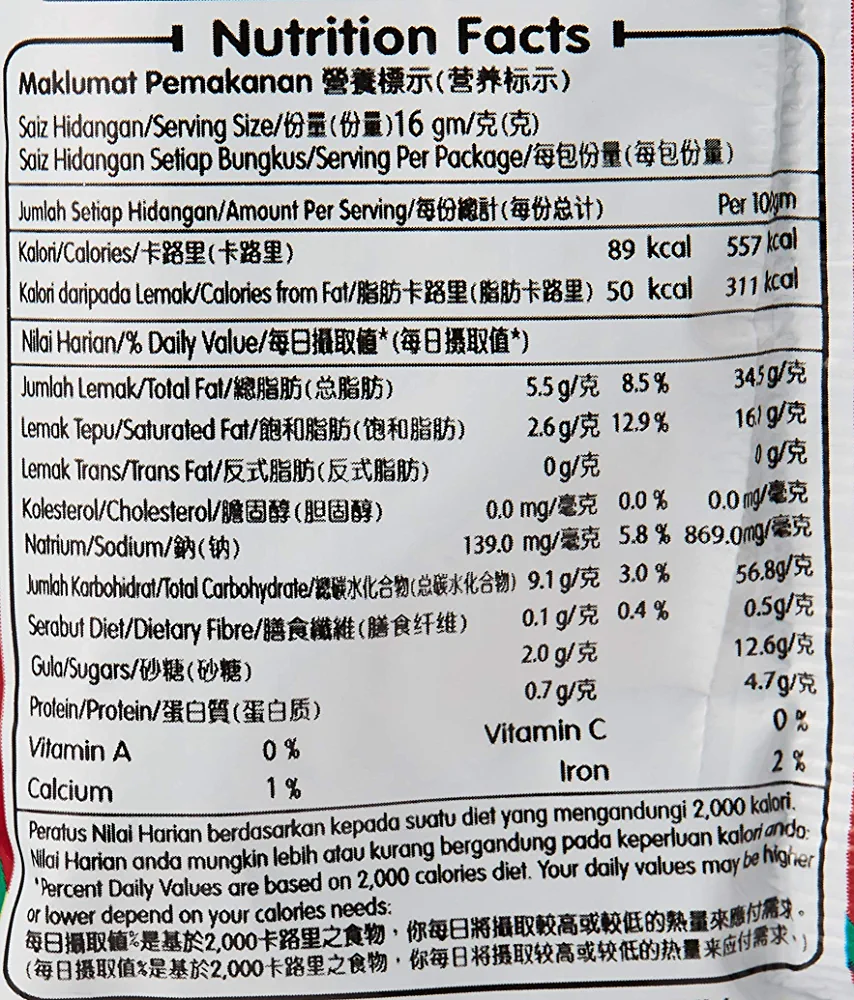 Nutrition Facts
Maklumat Pemakanan 營養標示(营养标示)
Saiz Hidangan/Serving Size/份量(份量)16 gm/克(克)
Saiz Hidangan Setiap Bungkus/Serving Per Package/每包份量(每包份量)
Jumlah Setiap Hidangan/Amount Per Serving/每份總計(每份总计) Per 100gm
Kalori/Calories/卡路里(卡路里) 89 kcal 557 kcal
Kalori daripada Lemak/Calories from Fat/脂肪卡路里(脂肪卡路里) 50 kcal 311 kcal
Nilai Harian/% Daily Value/每日攝取値*(每日摄取值*)
Jumlah Lemak/Total Fat/總脂肪(总脂肪) 5.5 g/克 8.5 % 34.5 g/克
Lemak Tepu/Saturated Fat/飽和脂肪(饱和脂肪) 2.6 g/克 12.9 % 16.1 g/克
Lemak Trans/Trans Fat/反式脂肪(反式脂肪) 0 g/克 0 g/克
Kolesterol/Cholesterol/膽固醇(胆固醇) 0.0 mg/毫克 0.0 % 0.0 mg/毫克
Natrium/Sodium/鈉(钠) 139.0 mg/毫克 5.8 % 869.0mg/毫克
Jumlah Karbohidrat/Total Carbohydrate/總碳水化合物(总碳水化合物) 9.1 g/克 3.0 % 56.8g/克
Serabut Diet/Dietary Fibre/膳食纖維(膳食纤维) 0.1 g/克 0.4 % 0.5g/克
Gula/Sugars/砂糖(砂糖) 2.0 g/克 12.6g/克
Protein/Protein/蛋白質(蛋白质) 0.7 g/克 4.7 g/克
Vitamin A 0 % Vitamin C 0 %
Calcium 1 % Iron 2 %
Peratus Nilai Harian berdasarkan kepada suatu diet yang mengandungi 2,000 kalori.
Nilai Harian anda mungkin lebih atau kurang bergandung pada keperluan kalori anda:
*Percent Daily Values are based on 2,000 calories diet. Your daily values may be higher
or lower depend on your calories needs:
每日攝取値%是基於2,000卡路里之食物，你每日將攝取較高或較低的熱量來應付需求。
(每日摄取值%是基於2,000卡路里之食物，你每日将摄取较高或较低的热量来应付需求。)